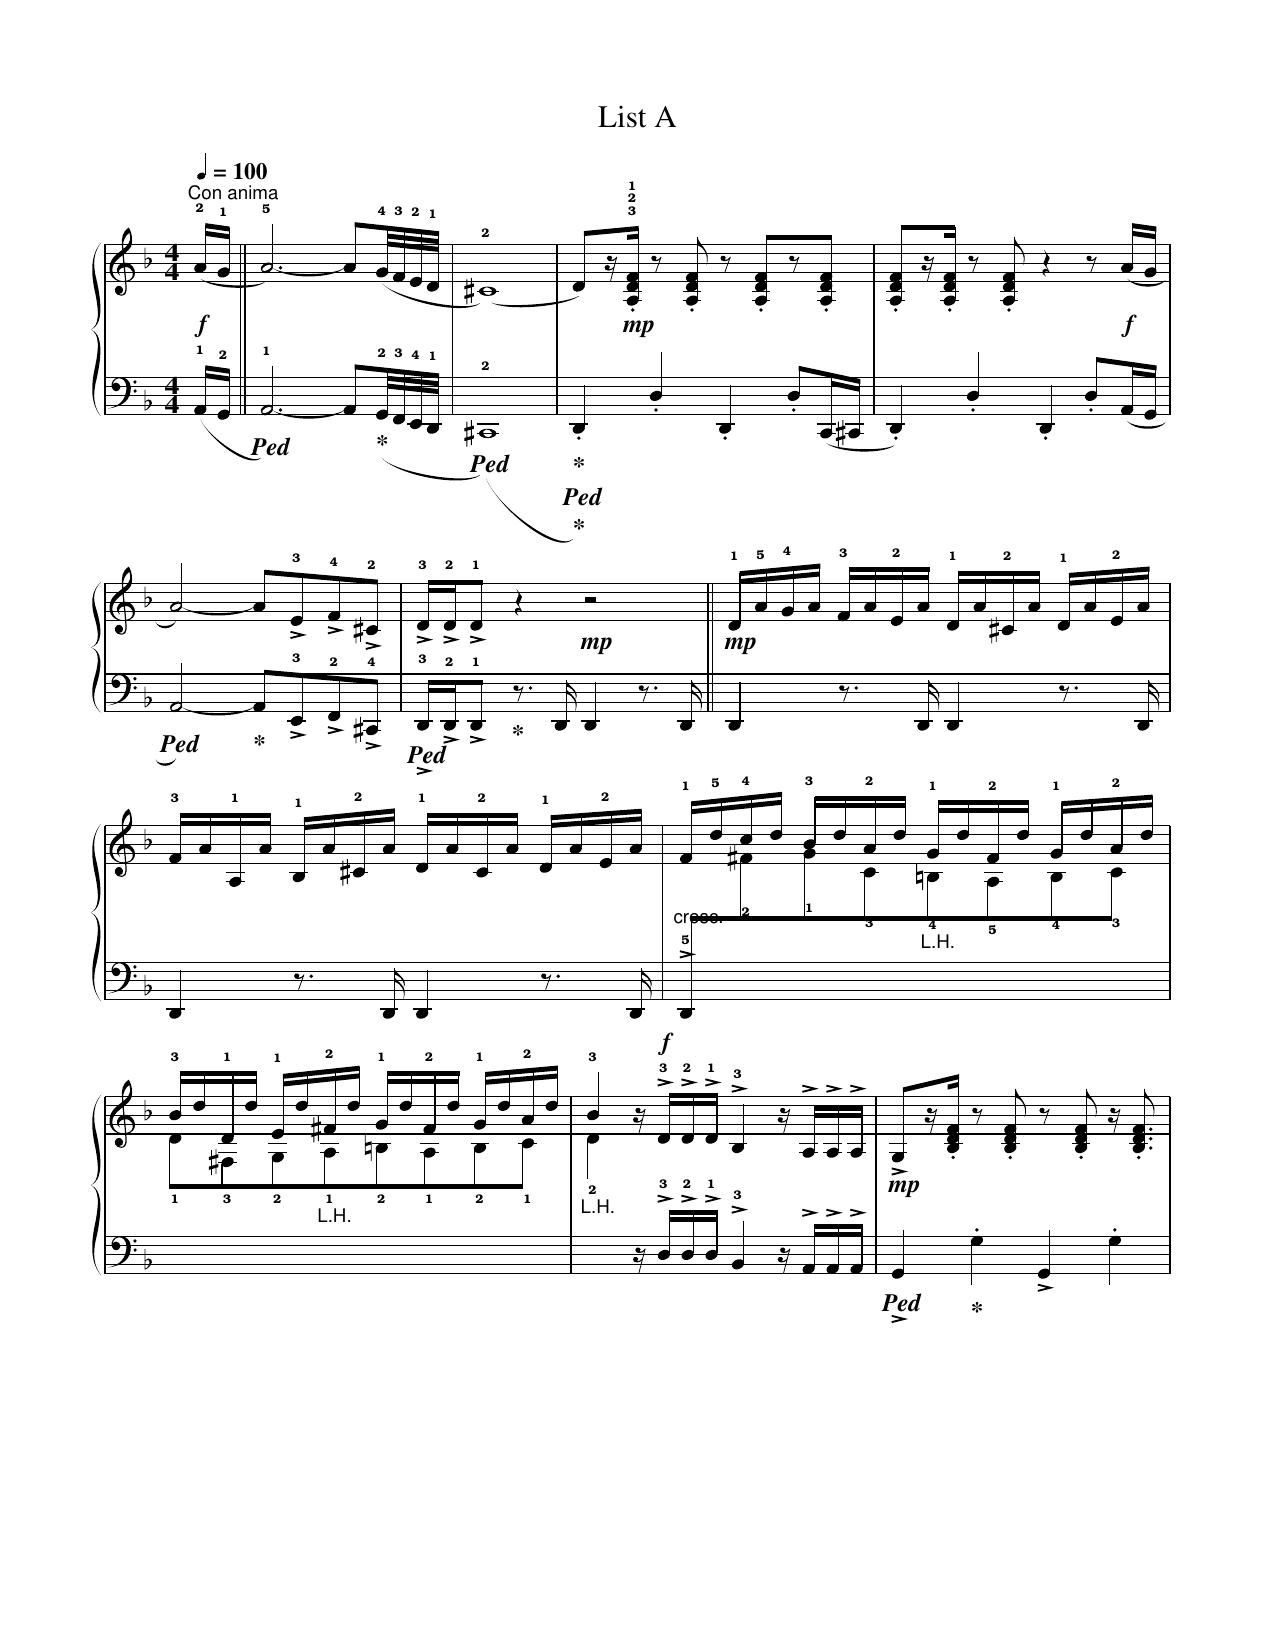 List A
♩ = 100
Con anima
2 1 5 4 3 2 1 2 1 2 3
f mp f
1 2 1 2 3 4 1 2
4 4
4 4
Ped * Ped *
Ped
*
3 4 2 3 2 1 1 5 4 3 2 1 2 1 2
mp mp
3 2 4 3 2 1
Ped * Ped *
3 1 1 2 1 2 1 2 1 5 4 3 2 1 2 1 2
cresc. 2 1 3 4 5 4 3
5 L.H.
f
3 1 1 2 1 2 1 2 3 3 2 1 3
1 3 2 1 2 1 2 1 2 mp
L.H. L.H. 3 2 1 3
Ped *